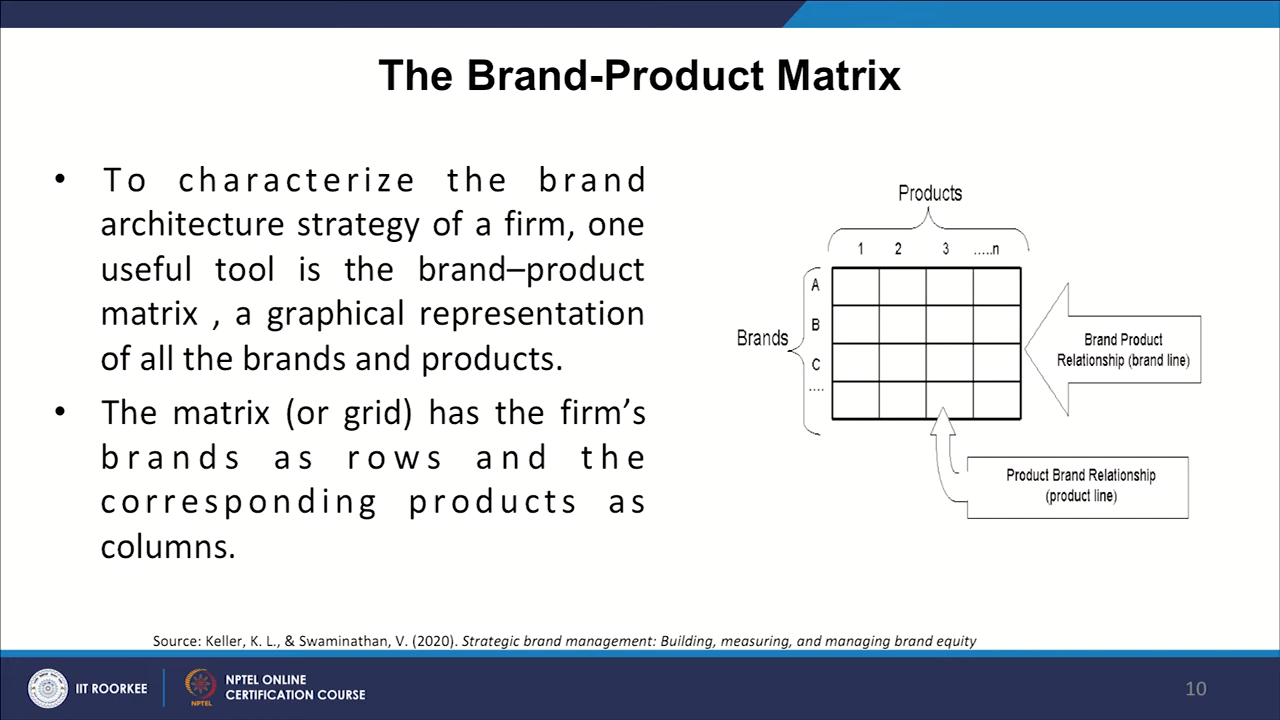 The Brand-Product Matrix
• To characterize the brand
architecture strategy of a firm, one
useful tool is the brand–product
matrix , a graphical representation
of all the brands and products.
• The matrix (or grid) has the firm’s
brands as rows and the
corresponding products as
columns.
Products
1 2 3 .....n
A
B
Brands
C
....
Brand Product
Relationship (brand line)
Product Brand Relationship
(product line)
Source: Keller, K. L., & Swaminathan, V. (2020). Strategic brand management: Building, measuring, and managing brand equity
IIT ROORKEE
NPTEL
NPTEL ONLINE
CERTIFICATION COURSE
10